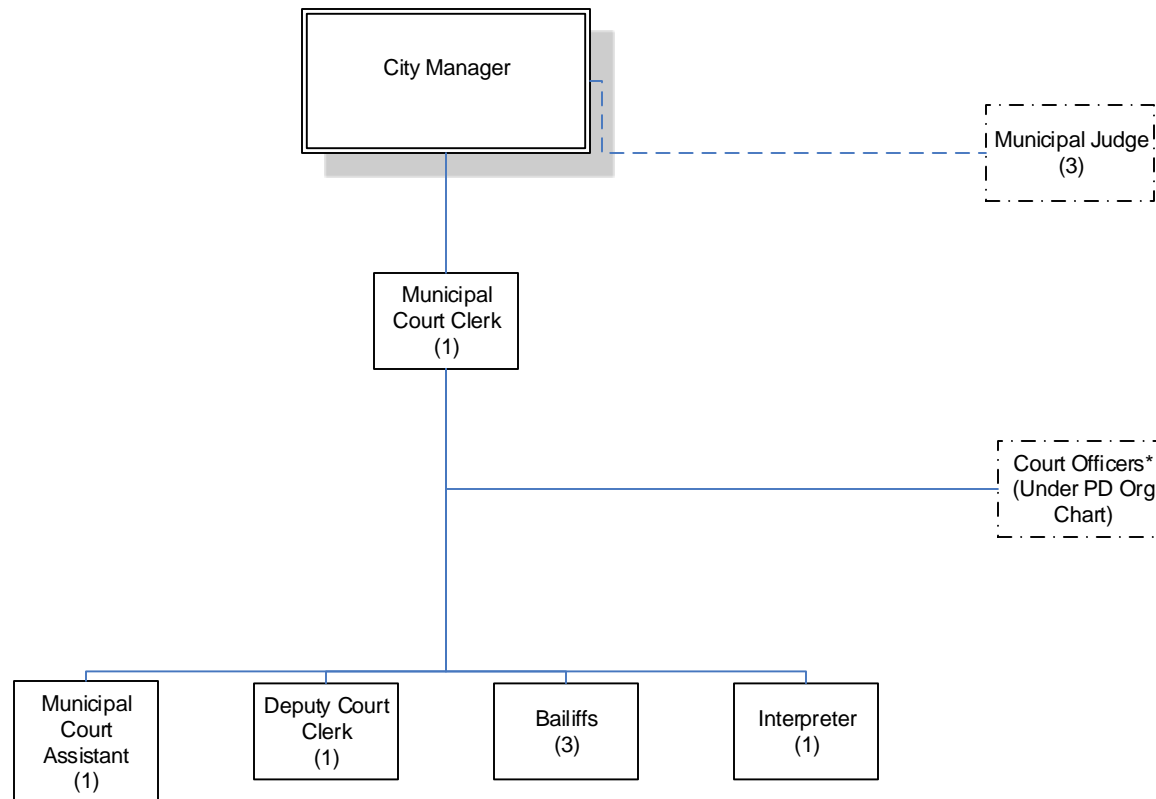 City Manager
Municipal Judge
(3)
Municipal
Court Clerk
(1)
Court Officers*
(Under PD Org
Chart)
Municipal
Court
Assistant
(1)
Deputy Court
Clerk
(1)
Bailiffs
(3)
Interpreter
(1)